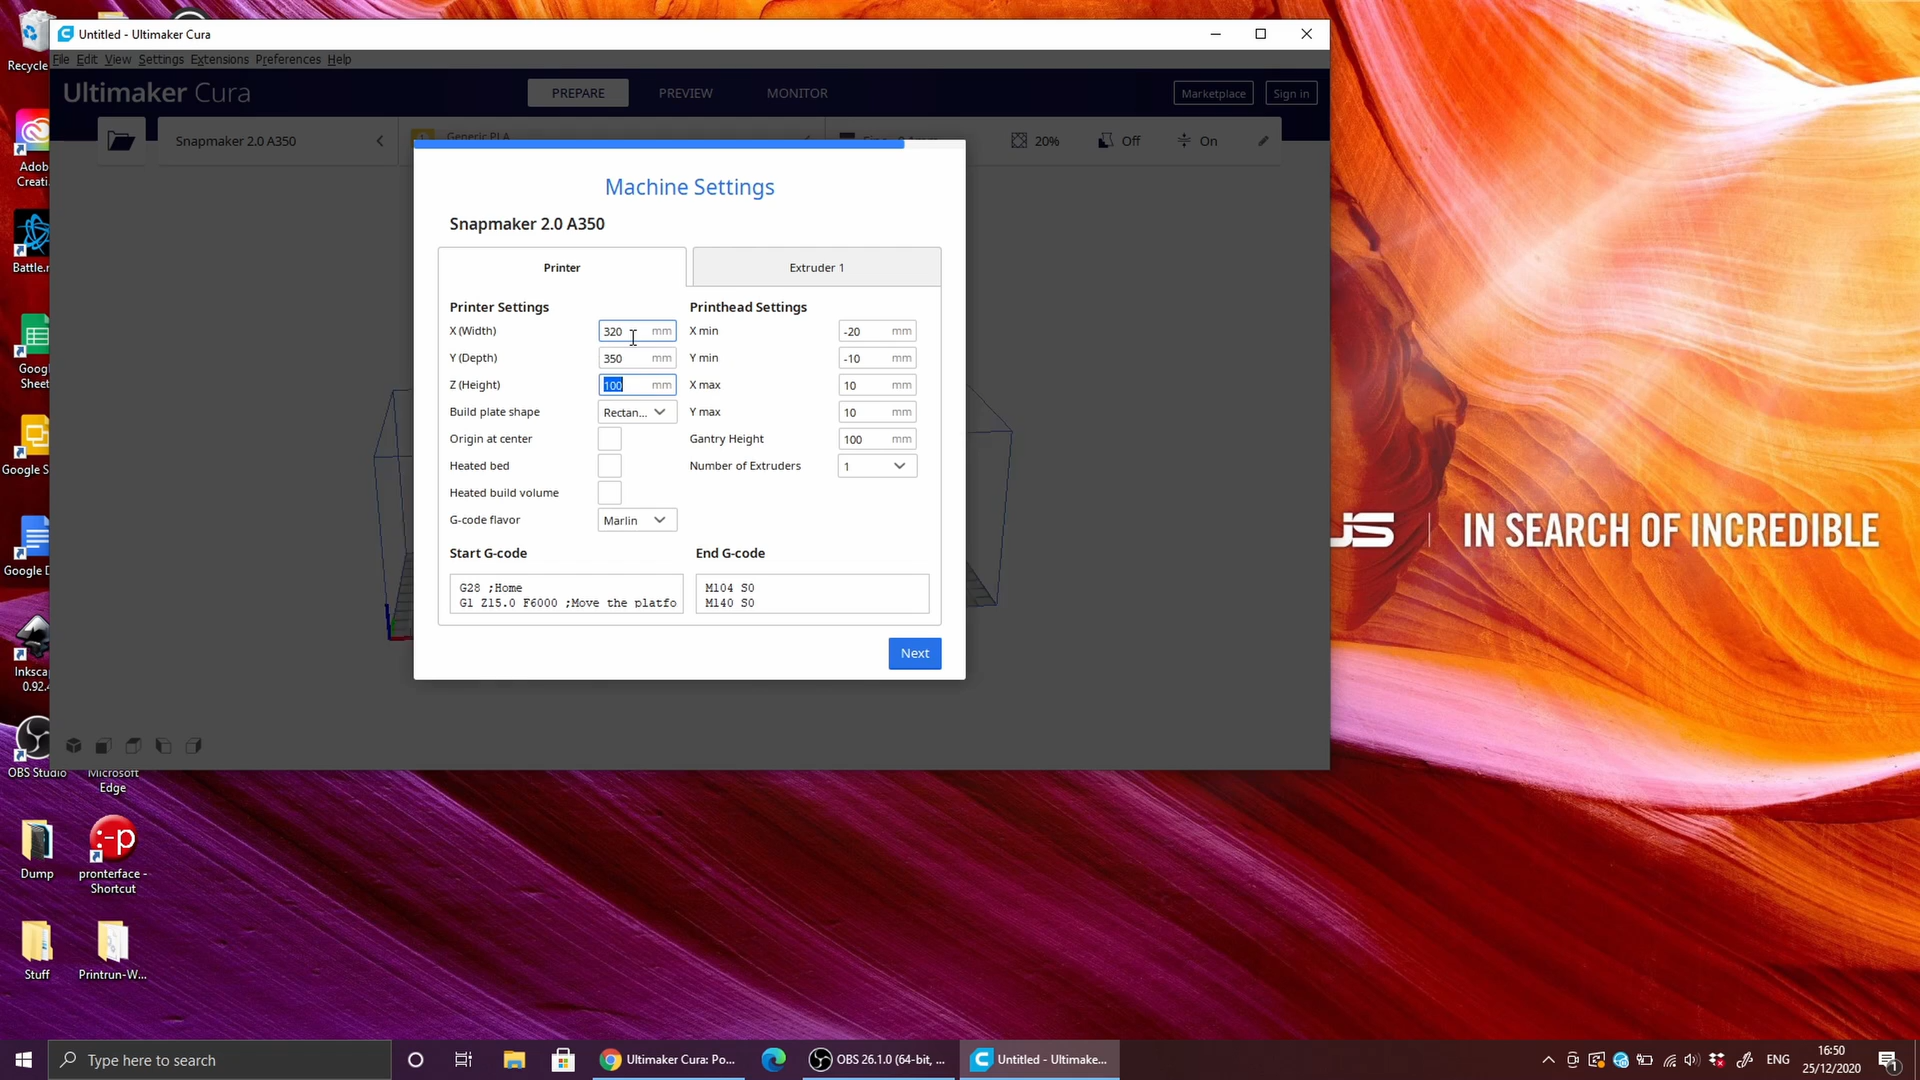 Untitled - Ultimaker Cura
File Edit View Settings Extensions Preferences Help
Ultimaker Cura
PREPARE
PREVIEW
MONITOR
Marketplace
Sign in
Snapmaker 2.0 A350
Generic PLA
20%
Off
On
Machine Settings
Snapmaker 2.0 A350
Printer
Extruder 1
Printer Settings
X (Width) 320 mm
Y (Depth) 350 mm
Z (Height) 100 mm
Build plate shape Rectan...
Origin at center
Heated bed
Heated build volume
G-code flavor Marlin
Printhead Settings
X min -20 mm
Y min -10 mm
X max 10 mm
Y max 10 mm
Gantry Height 100 mm
Number of Extruders 1
Start G-code
G28 ;Home
G1 Z15.0 F6000 ;Move the platfo
End G-code
M104 S0
M140 S0
Next
US IN SEARCH OF INCREDIBLE
Recycle
Adob
Creati...
Battle.n
Goog
Sheet
Google S
Google D
Inksca
0.92.4
OBS Studio
Microsoft
Edge
Dump
:-p
pronterface -
Shortcut
Stuff
Printrun-W...
Type here to search
Ultimaker Cura: Po...
OBS 26.1.0 (64-bit, ...
Untitled - Ultimake...
ENG
16:50
25/12/2020
1